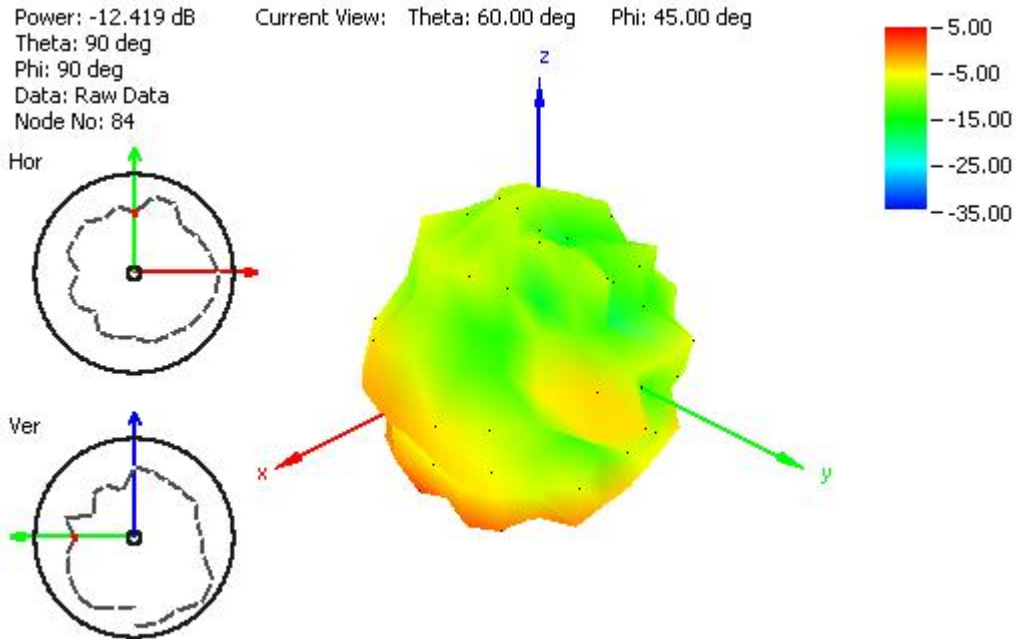 Power: -12.419 dB Current View: Theta: 60.00 deg Phi: 45.00 deg
Theta: 90 deg
Phi: 90 deg
Data: Raw Data
Node No: 84
Hor
Ver
z
x
y
5.00
-5.00
-15.00
-25.00
-35.00